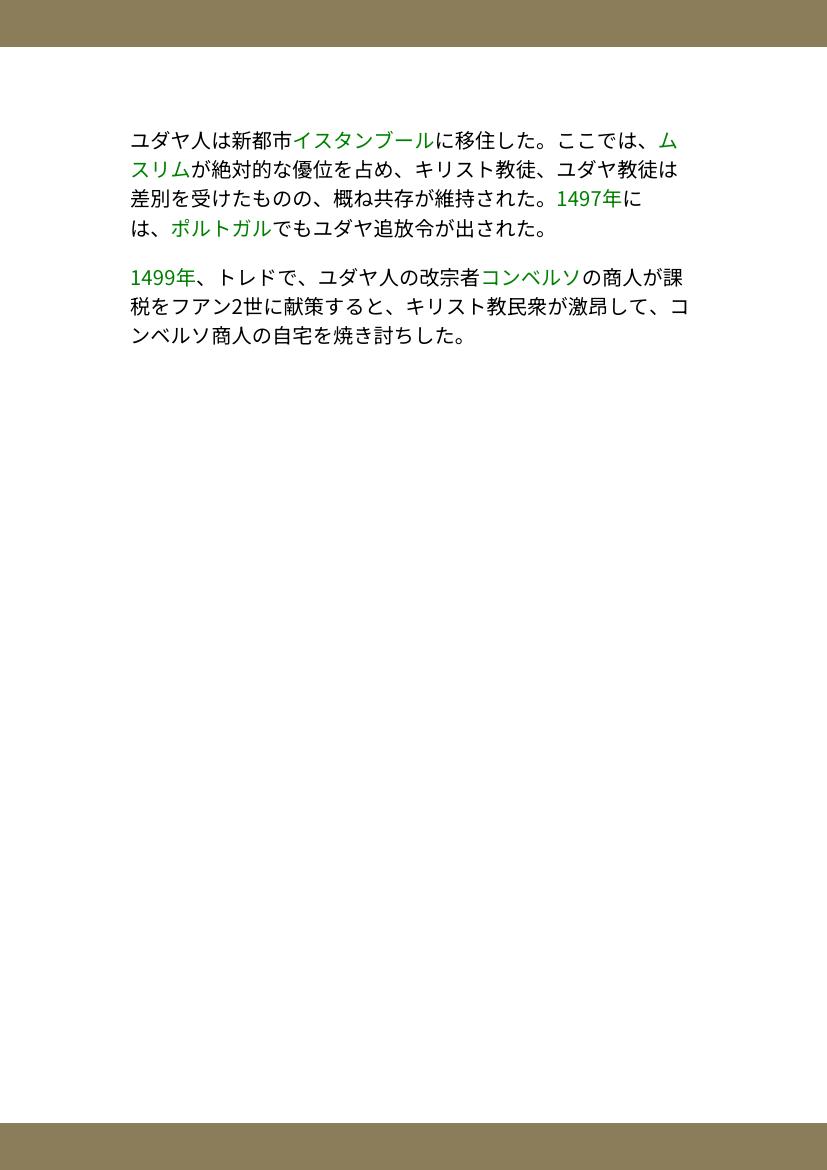 ユダヤ人は新都市イスタンブールに移住した。ここでは、ム
スリムが絶対的な優位を占め、キリスト教徒、ユダヤ教徒は
差別を受けたものの、概ね共存が維持された。1497年に
は、ポルトガルでもユダヤ追放令が出された。
1499年、トレドで、ユダヤ人の改宗者コンベルソの商人が課
税をフアン2世に献策すると、キリスト教民衆が激昂して、コ
ンベルソ商人の自宅を焼き討ちした。